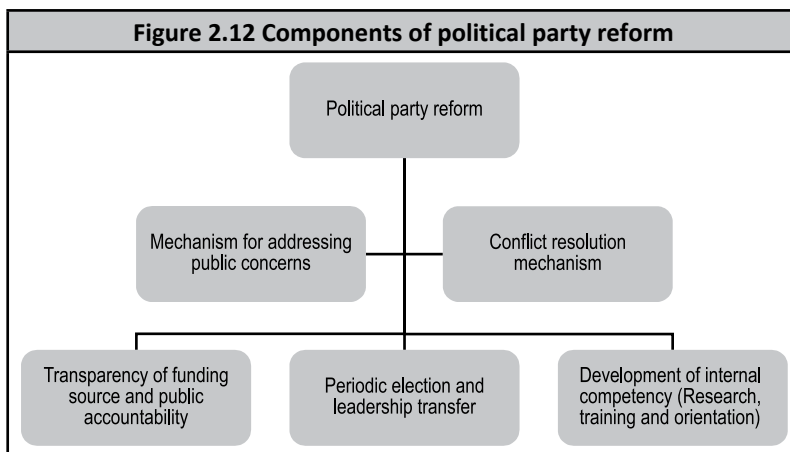 Figure 2.12 Components of political party reform
Political party reform
Mechanism for addressing
public concerns
Conflict resolution
mechanism
Transparency of funding
source and public
accountability
Periodic election and
leadership transfer
Development of internal
competency (Research,
training and orientation)